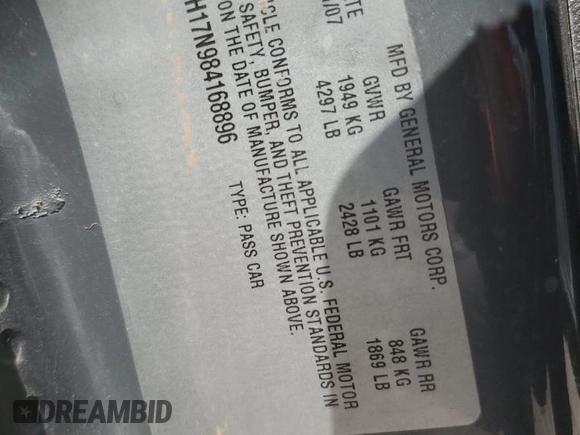 MFD BY GENERAL MOTORS CORP.
/07
GVWR GAWR FRT GAWR RR
1949 KG 1101 KG 848 KG
4297 LB 2428 LB 1869 LB
CONFORMS TO ALL APPLICABLE U.S. FEDERAL MOTOR
SAFETY, BUMPER, AND THEFT PREVENTION STANDARDS IN
ON THE DATE OF MANUFACTURE SHOWN ABOVE.
H17N984168896 TYPE: PASS CAR
DREAMBID